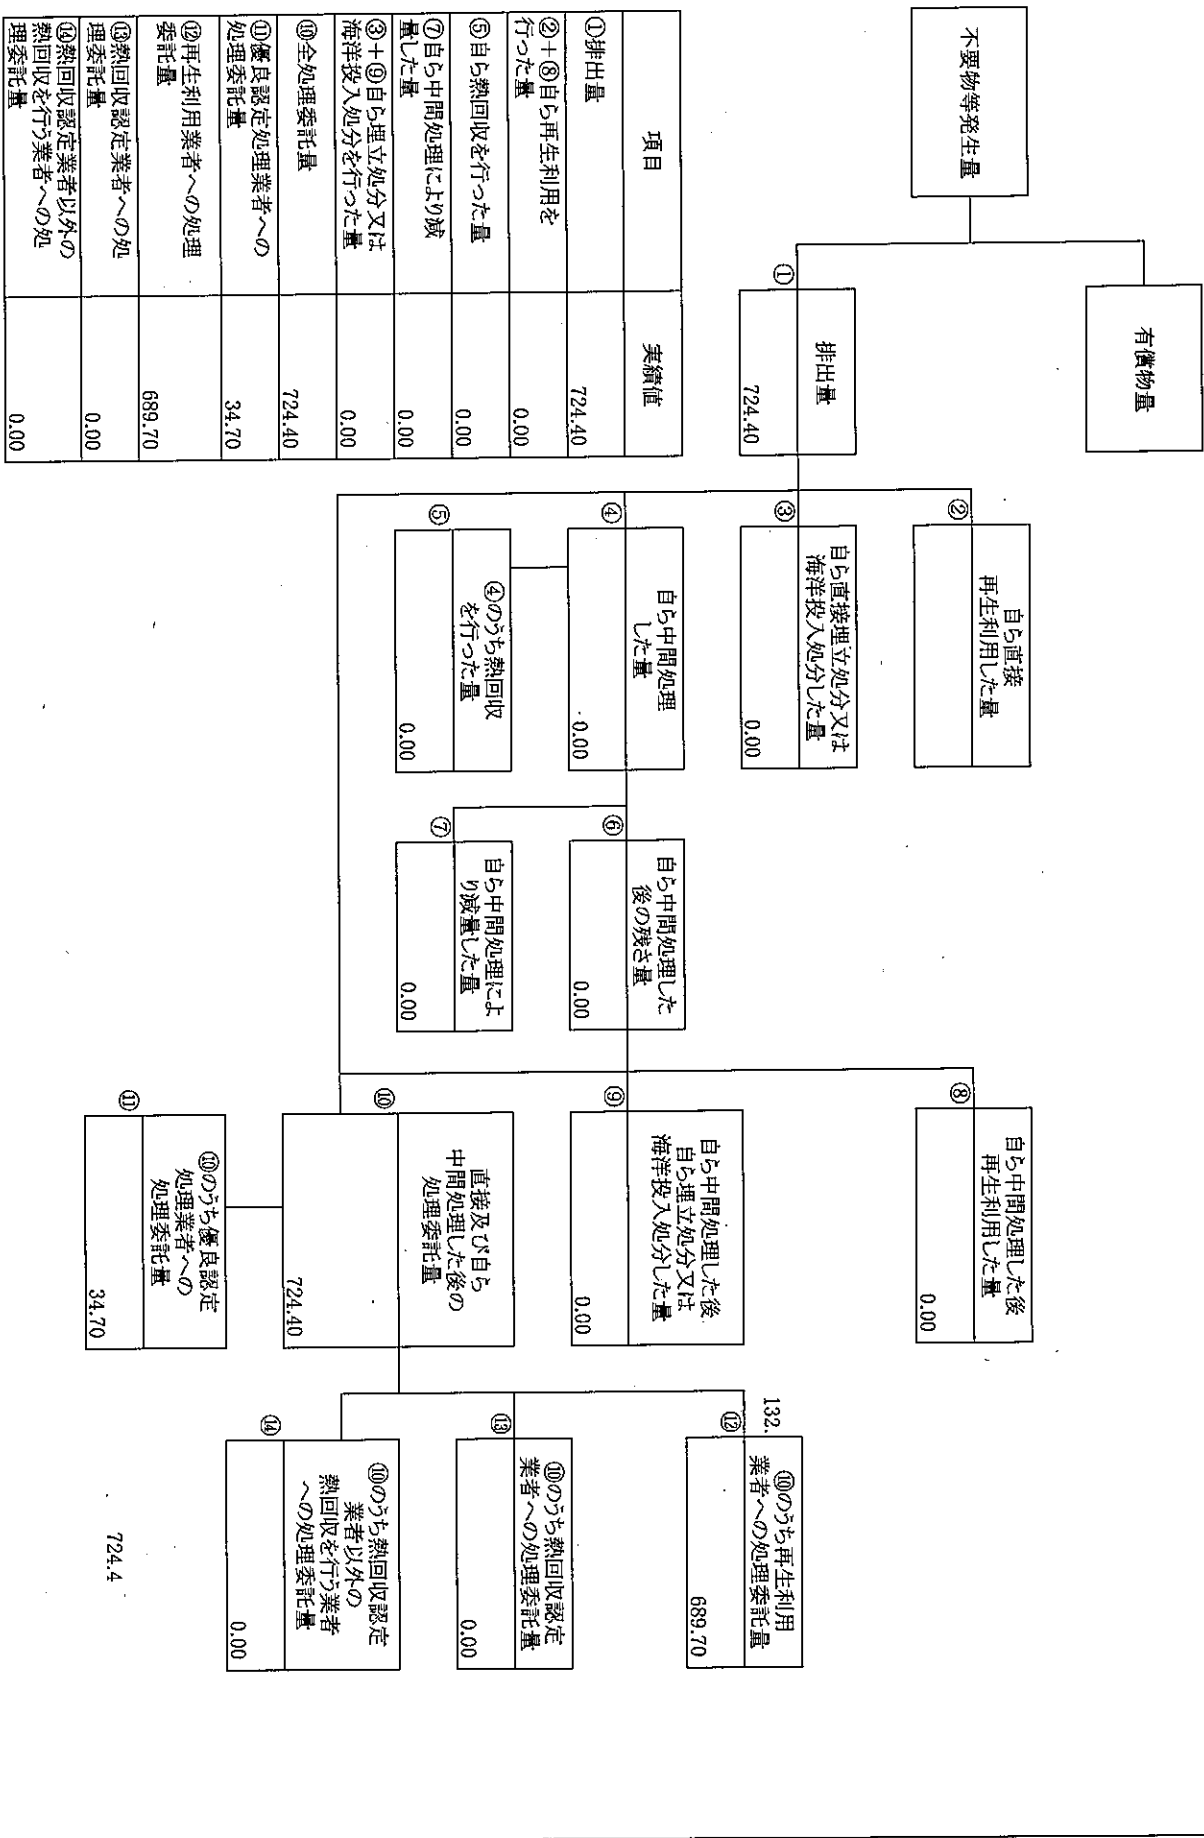 不要物等発生量
有償物量
①
排出量
724.40
②
自ら直接
再生利用した量
③
自ら直接埋立処分又は
海洋投入処分した量
0.00
④
自ら中間処理
した量
0.00
⑤
④のうち熱回収
を行った量
0.00
⑥
自ら中間処理した
後の残さ量
0.00
⑦
自ら中間処理によ
り減量した量
0.00
⑧
自ら中間処理した後
再生利用した量
0.00
⑨
自ら中間処理した後
自ら埋立処分又は
海洋投入処分した量
0.00
⑩
直接及び自ら
中間処理した後の
処理委託量
724.40
⑪
⑩のうち優良認定
処理業者への
処理委託量
34.70
132.
⑫
⑩のうち再生利用
業者への処理委託量
689.70
⑬
⑩のうち熱回収認定
業者への処理委託量
0.00
⑭
⑩のうち熱回収認定
業者以外の
熱回収を行う業者
への処理委託量
0.00
724.4
項目 実績値
①排出量 724.40
②+⑧自ら再生利用を
行った量 0.00
⑤自ら熱回収を行った量 0.00
⑦自ら中間処理により減
量した量 0.00
③+⑨自ら埋立処分又は
海洋投入処分を行った量 0.00
⑩全処理委託量 724.40
⑪優良認定処理業者への
処理委託量 34.70
⑫再生利用業者への処理
委託量 689.70
⑬熱回収認定業者への処
理委託量 0.00
⑭熱回収認定業者以外の
熱回収を行う業者への処
理委託量 0.00